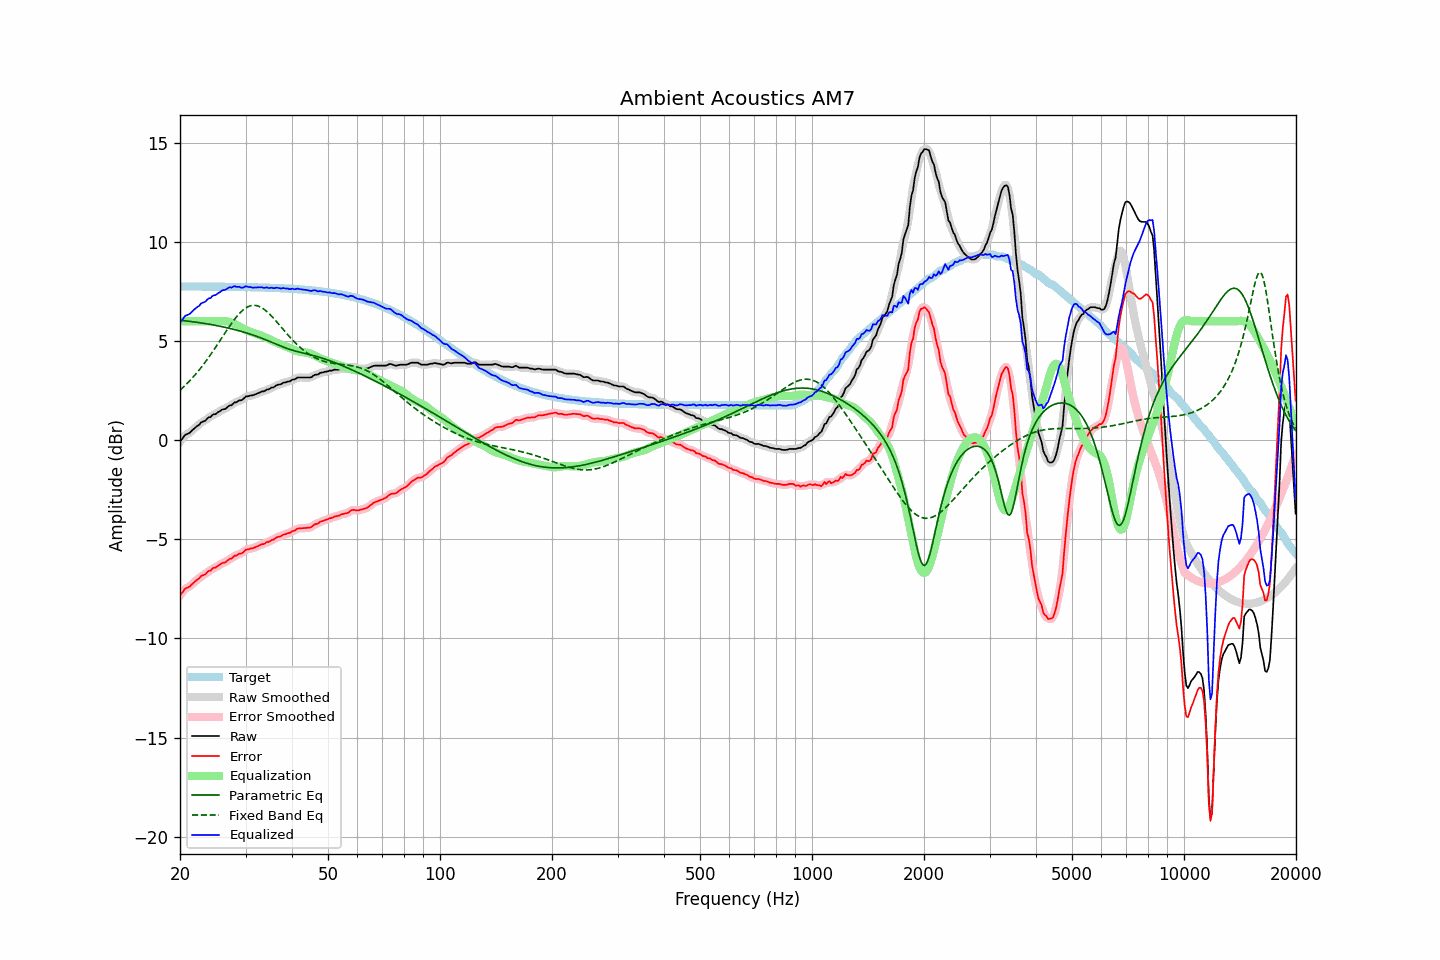 Ambient Acoustics AM7
15
10
5
0
−5
−10
−15
−20
Amplitude (dBr)
20
50
100
200
500
1000
2000
5000
10000
20000
Frequency (Hz)
Target
Raw Smoothed
Error Smoothed
Raw
Error
Equalization
Parametric Eq
Fixed Band Eq
Equalized